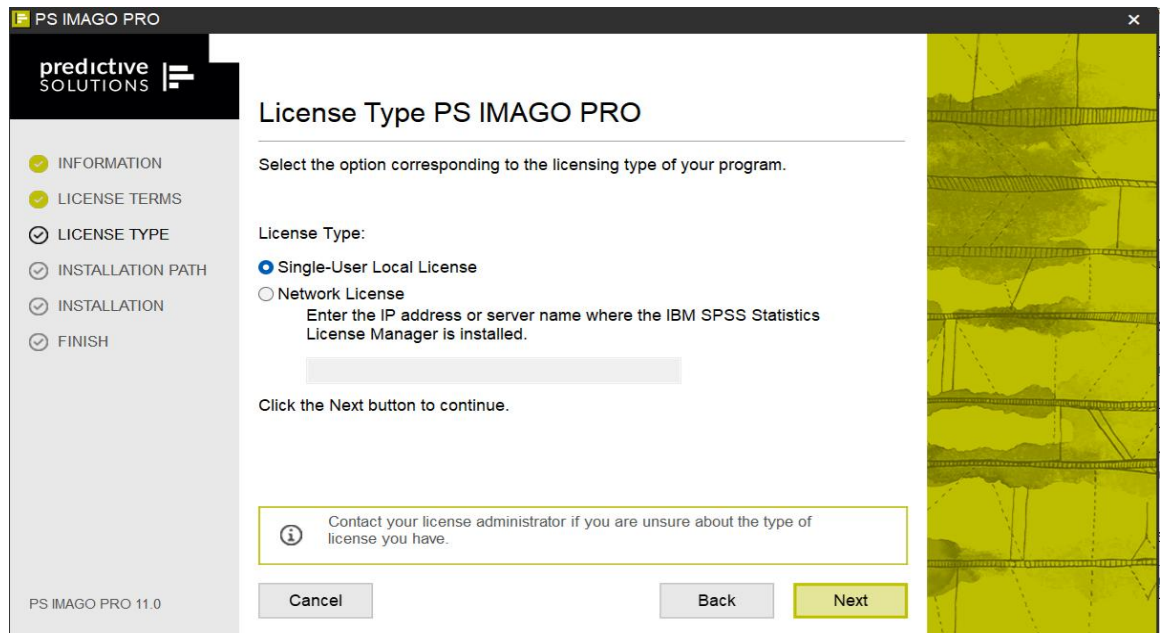 PS IMAGO PRO
predictive
SOLUTIONS
INFORMATION
LICENSE TERMS
LICENSE TYPE
INSTALLATION PATH
INSTALLATION
FINISH
PS IMAGO PRO 11.0
License Type PS IMAGO PRO
Select the option corresponding to the licensing type of your program.
License Type:
Single-User Local License
Network License
Enter the IP address or server name where the IBM SPSS Statistics
License Manager is installed.
Click the Next button to continue.
Contact your license administrator if you are unsure about the type of
license you have.
Cancel
Back
Next